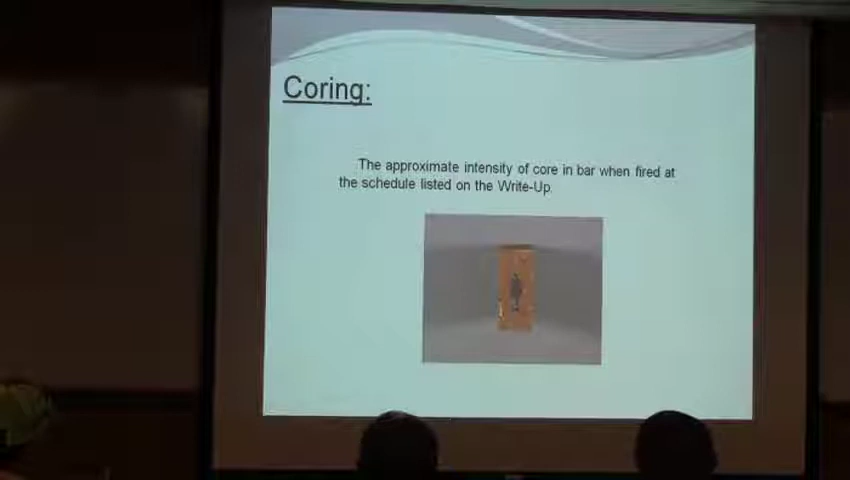 Coring:
The approximate intensity of core in bar when fired at
the schedule listed on the Write-Up.